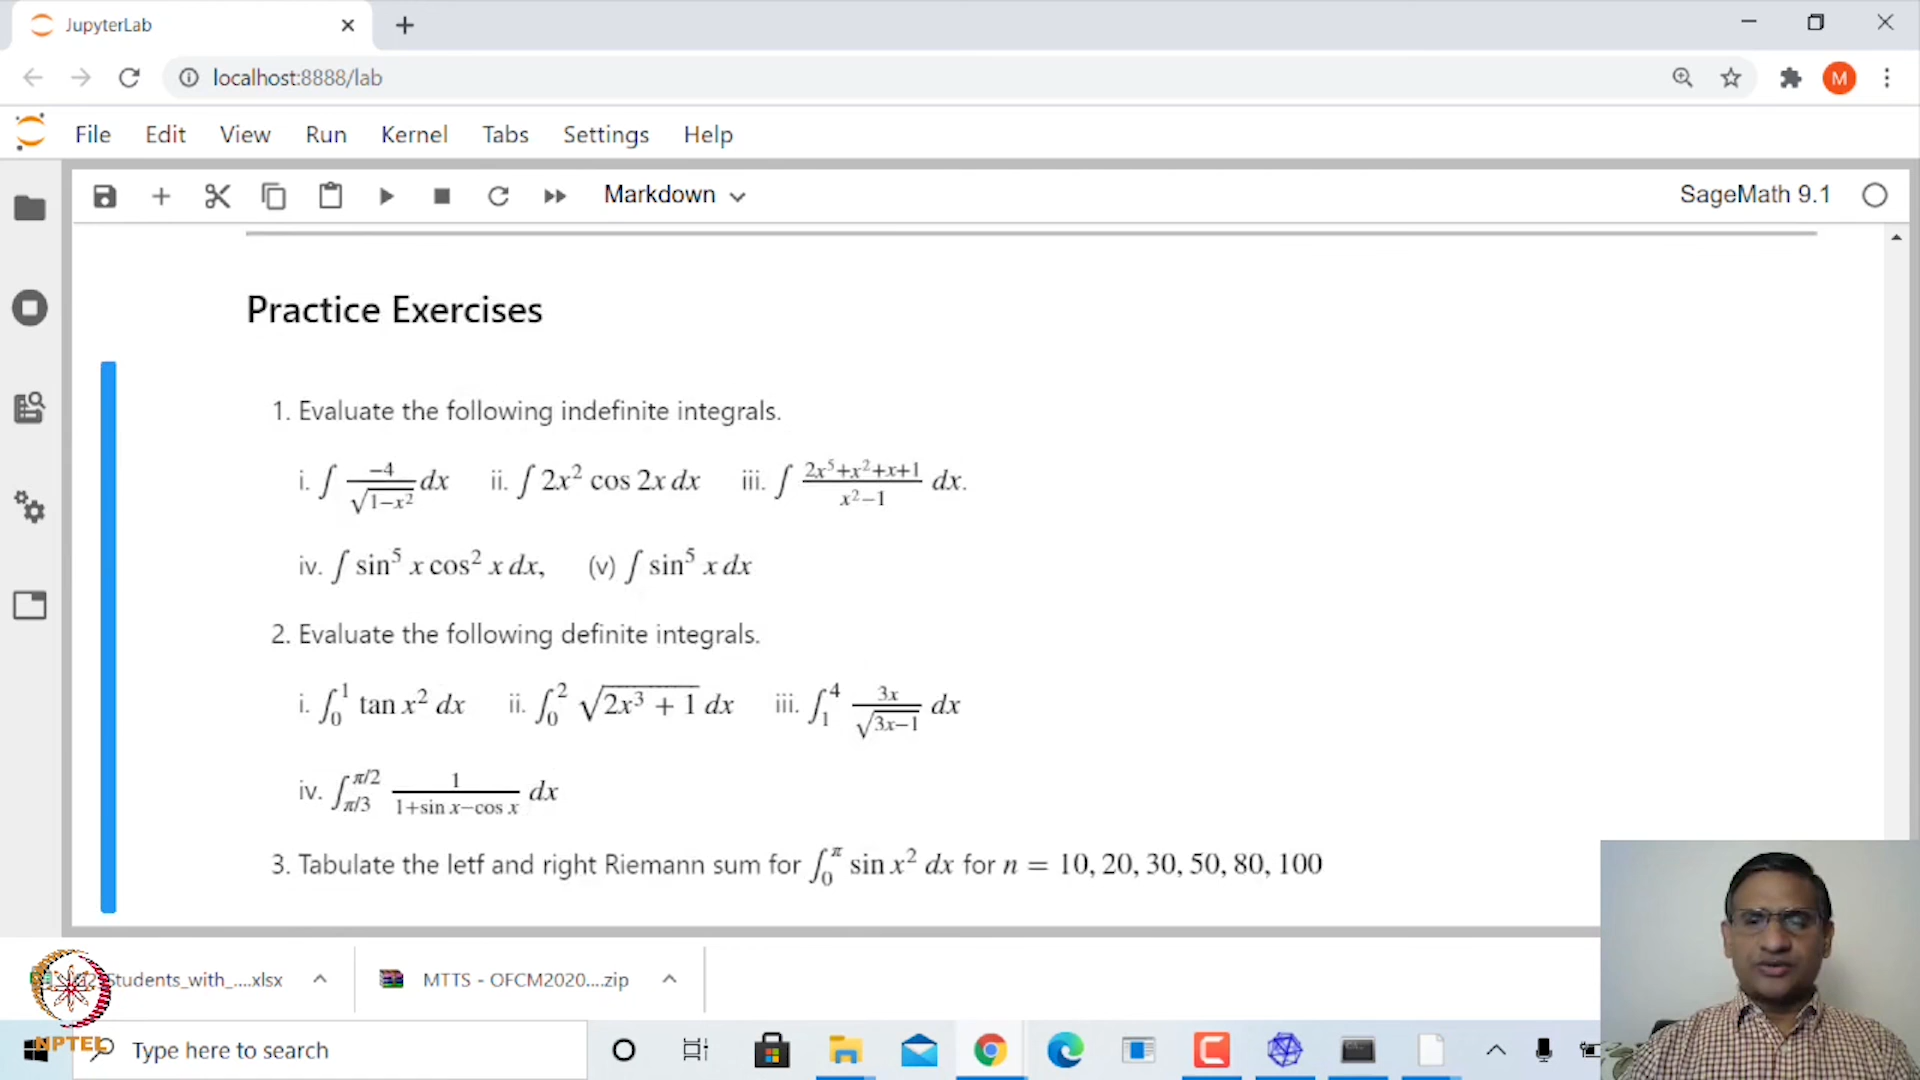 JupyterLab
localhost:8888/lab
M
File Edit View Run Kernel Tabs Settings Help
Markdown
SageMath 9.1
Practice Exercises
1. Evaluate the following indefinite integrals.
i. ∫ −4/√(1−x²) dx ii. ∫ 2x² cos 2x dx iii. ∫ (2x⁵+x²+x+1)/(x²−1) dx.
iv. ∫ sin⁵ x cos² x dx, (v) ∫ sin⁵ x dx
2. Evaluate the following definite integrals.
i. ∫₀¹ tan x² dx ii. ∫₀² √(2x³ + 1) dx iii. ∫₁⁴ 3x/√(3x−1) dx
iv. ∫_{π/3}^{π/2} 1/(1+sin x−cos x) dx
3. Tabulate the letf and right Riemann sum for ∫₀^π sin x² dx for n = 10, 20, 30, 50, 80, 100
Students_with_....xlsx
MTTS - OFCM2020....zip
NPTEL
Type here to search